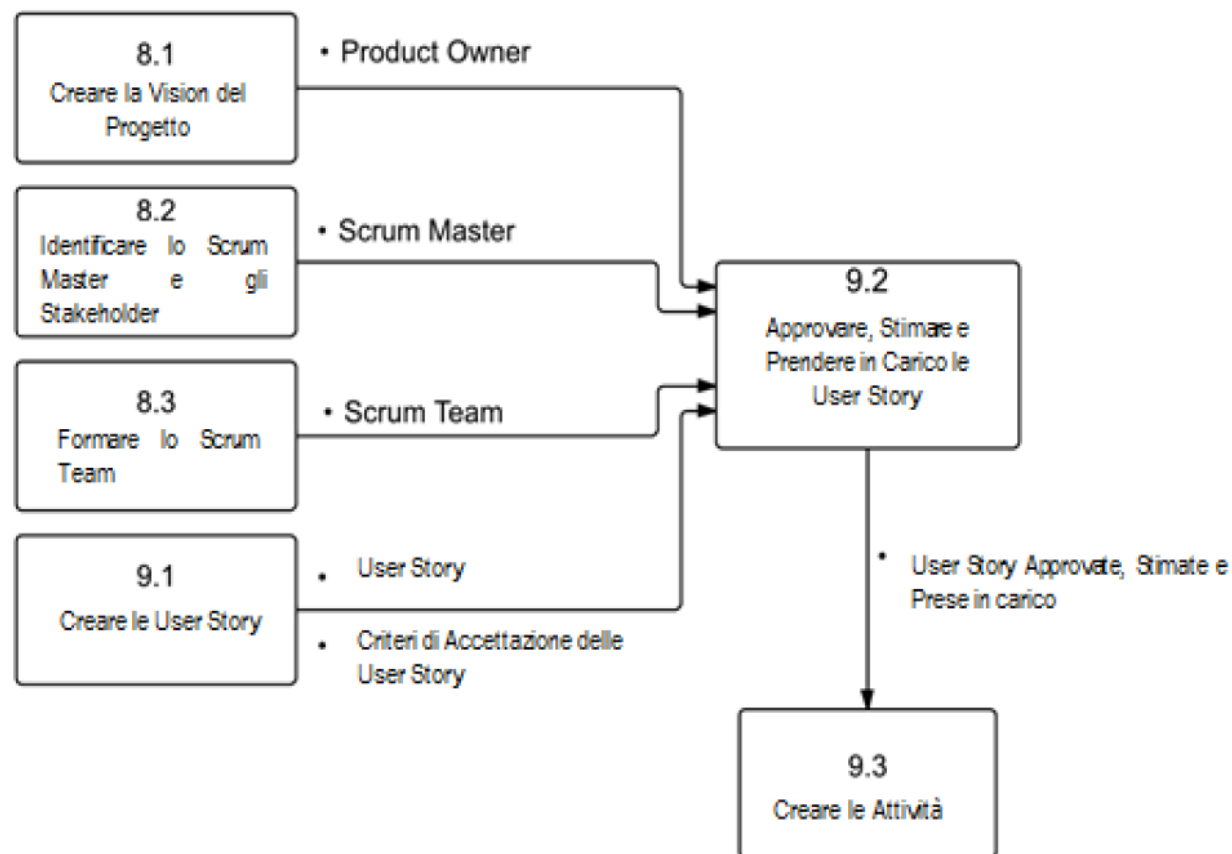 8.1
Creare la Vision del
Progetto
• Product Owner
8.2
Identificare lo Scrum
Master e gli
Stakeholder
• Scrum Master
8.3
Formare lo Scrum
Team
• Scrum Team
9.1
Creare le User Story
• User Story
• Criteri di Accettazione delle
User Story
9.2
Approvare, Stimare e
Prendere in Carico le
User Story
• User Story Approvate, Stimate e
Prese in carico
9.3
Creare le Attività